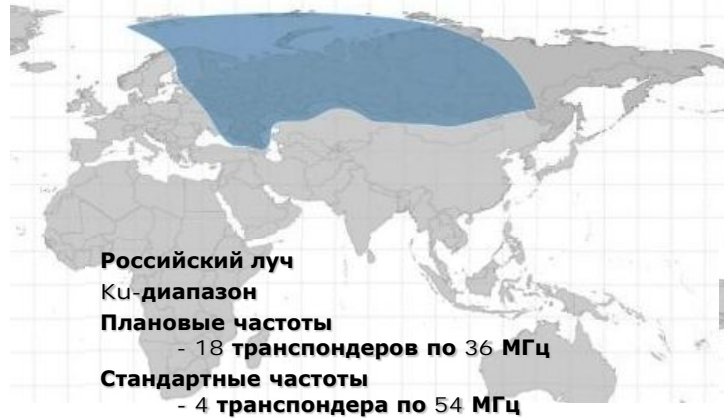 Российский луч
Ku-диапазон
Плановые частоты
- 18 транспондеров по 36 МГц
Стандартные частоты
- 4 транспондера по 54 МГц